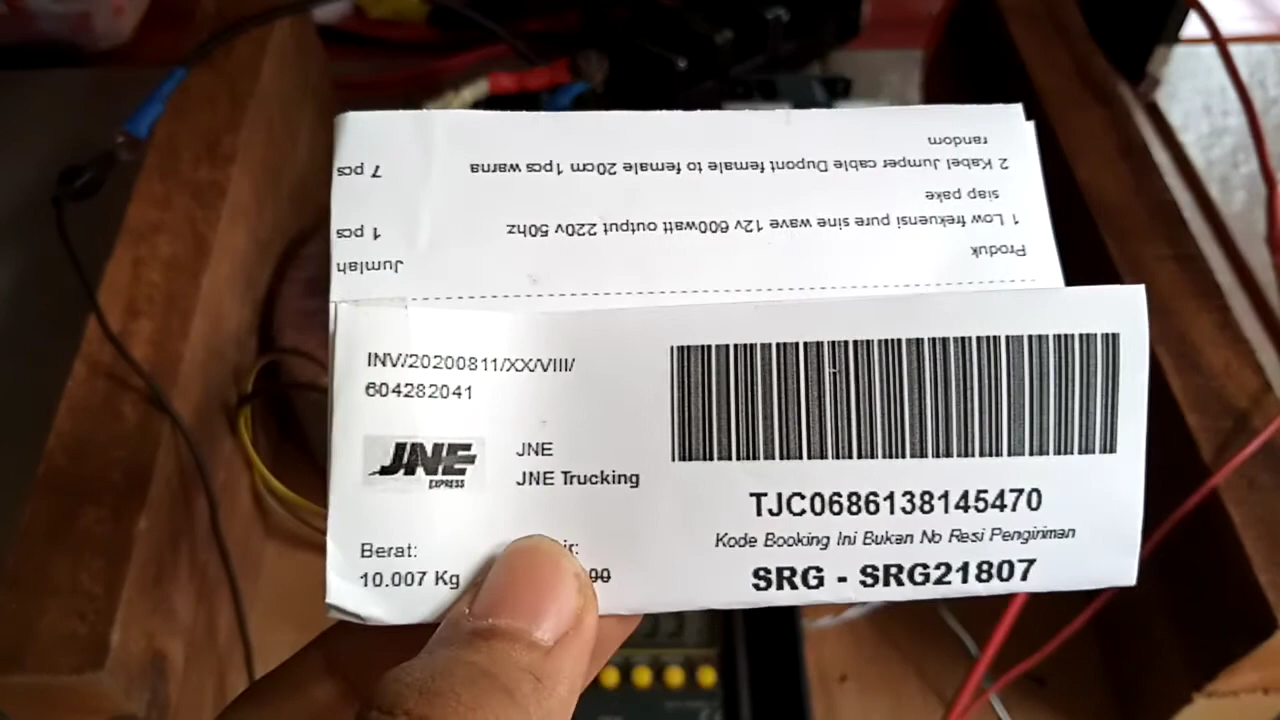 Produk
Jumlah
1 Low frekuensi pure sine wave 12v 600watt output 220v 50hz
1 pcs
siap pake
2 Kabel Jumper cable Dupont female to female 20cm 1pcs warna
7 pcs
random
INV/20200811/XX/VIII/
604282041
JNE
EXPRESS
JNE
JNE Trucking
Berat:
10.007 Kg
TJC0686138145470
Kode Booking Ini Bukan No Resi Pengiriman
SRG - SRG21807